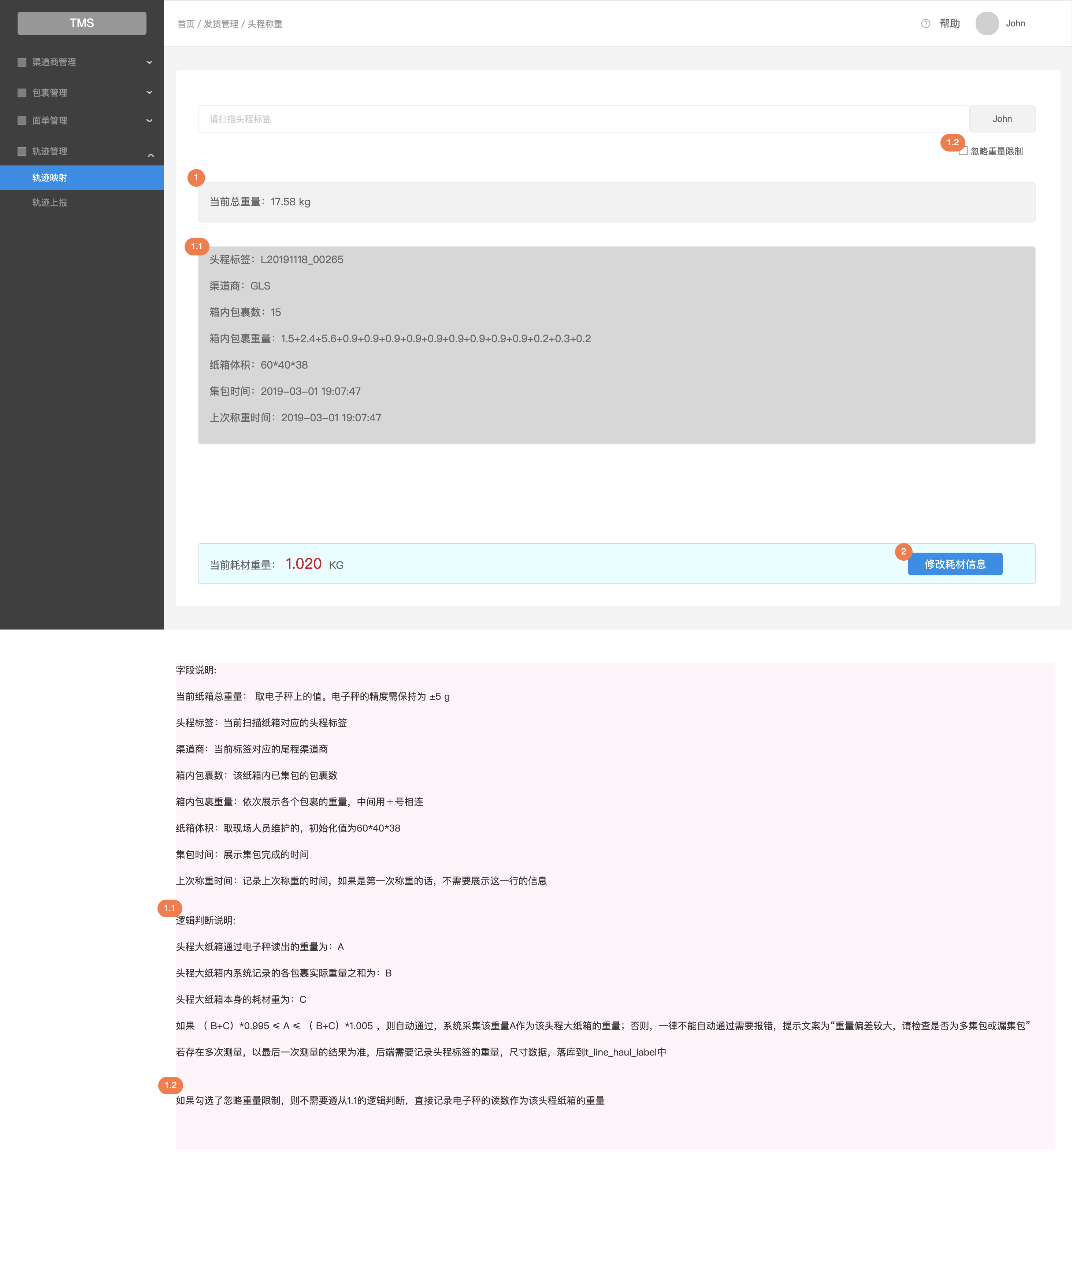 TMS
首页 / 发货管理 / 头程称重
帮助
John
渠道商管理
包裹管理
面单管理
轨迹管理
轨迹映射
轨迹上报
请扫描头程标签
John
1.2
忽略重量限制
1
当前总重量：17.58 kg
1.1
头程标签：L20191118_00265
渠道商：GLS
箱内包裹数：15
箱内包裹重量：1.5+2.4+5.6+0.9+0.9+0.9+0.9+0.9+0.9+0.9+0.9+0.9+0.2+0.3+0.2
纸箱体积：60*40*38
集包时间：2019-03-01 19:07:47
上次称重时间：2019-03-01 19:07:47
当前耗材重量： 1.020 KG
2
修改耗材信息
字段说明:
当前纸箱总重量： 取电子秤上的值。电子秤的精度需保持为 ±5 g
头程标签：当前扫描纸箱对应的头程标签
渠道商：当前标签对应的尾程渠道商
箱内包裹数：该纸箱内已集包的包裹数
箱内包裹重量：依次展示各个包裹的重量，中间用＋号相连
纸箱体积：取现场人员维护的，初始化值为60*40*38
集包时间：展示集包完成的时间
上次称重时间：记录上次称重的时间，如果是第一次称重的话，不需要展示这一行的信息
1.1
逻辑判断说明:
头程大纸箱通过电子秤读出的重量为：A
头程大纸箱内系统记录的各包裹实际重量之和为：B
头程大纸箱本身的耗材重为：C
如果 （ B+C）*0.995 ≤ A ≤ （ B+C）*1.005 ，则自动通过，系统采集该重量A作为该头程大纸箱的重量；否则，一律不能自动通过需要报错，提示文案为“重量偏差较大，请检查是否为多集包或漏集包”
若存在多次测量，以最后一次测量的结果为准，后端需要记录头程标签的重量，尺寸数据，落库到t_line_haul_label中
1.2
如果勾选了忽略重量限制，则不需要遵从1.1的逻辑判断，直接记录电子秤的读数作为该头程纸箱的重量